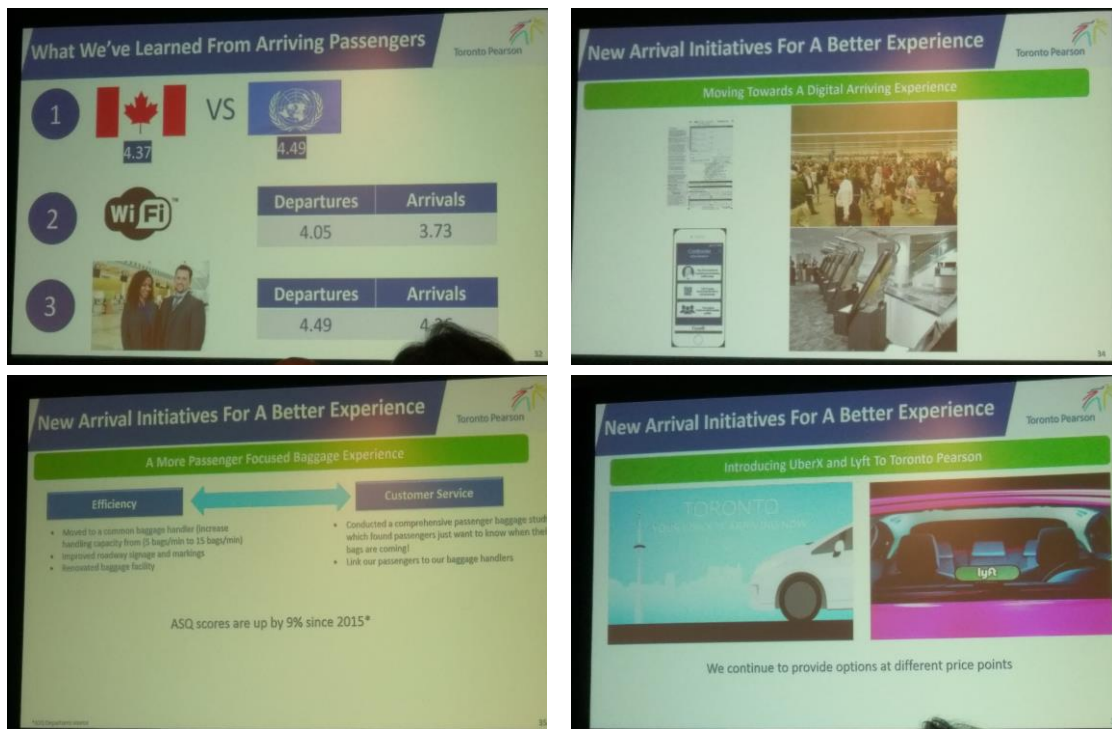 What We've Learned From Arriving Passengers
Toronto Pearson
1
VS
4.37
4.49
2
WiFi™
Departures Arrivals
4.05 3.73
3
Departures Arrivals
4.49
32
New Arrival Initiatives For A Better Experience
Toronto Pearson
Moving Towards A Digital Arriving Experience
34
New Arrival Initiatives For A Better Experience
Toronto Pearson
A More Passenger Focused Baggage Experience
Efficiency
• Moved to a common baggage handler (increase
handling capacity from (5 bags/min to 15 bags/min)
• Improved roadway signage and markings
• Renovated baggage facility
Customer Service
• Conducted a comprehensive passenger baggage
which found passengers just want to know when
bags are coming)
• Link our passengers to our baggage handlers
ASQ scores are up by 9% since 2015*
35
New Arrival Initiatives For A Better Experience
Toronto Pearson
Introducing UberX and Lyft To Toronto Pearson
TORONTO
lyft
We continue to provide options at different price points